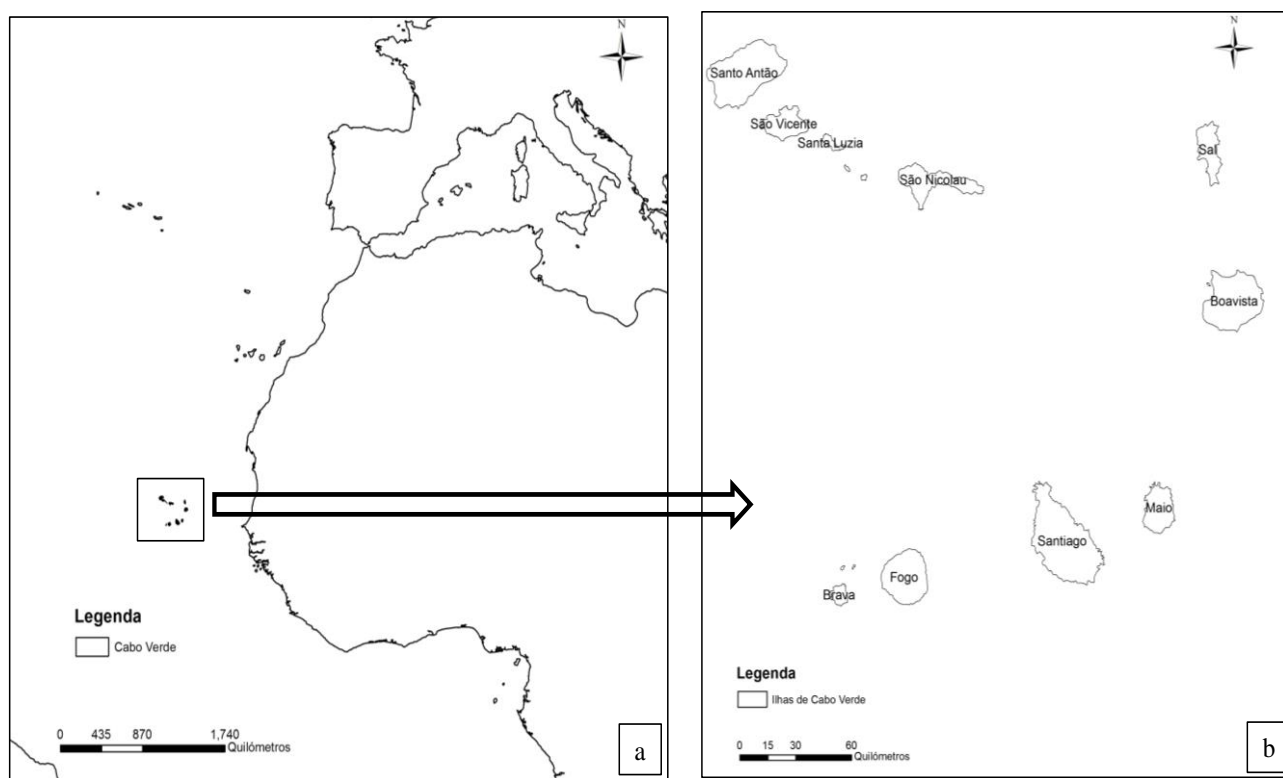 N
Legenda
Cabo Verde
0 435 870 1,740
Quilómetros
a
N
Santo Antão
São Vicente
Santa Luzia
São Nicolau
Sal
Boavista
Maio
Santiago
Fogo
Brava
Legenda
Ilhas de Cabo Verde
0 15 30 60
Quilómetros
b